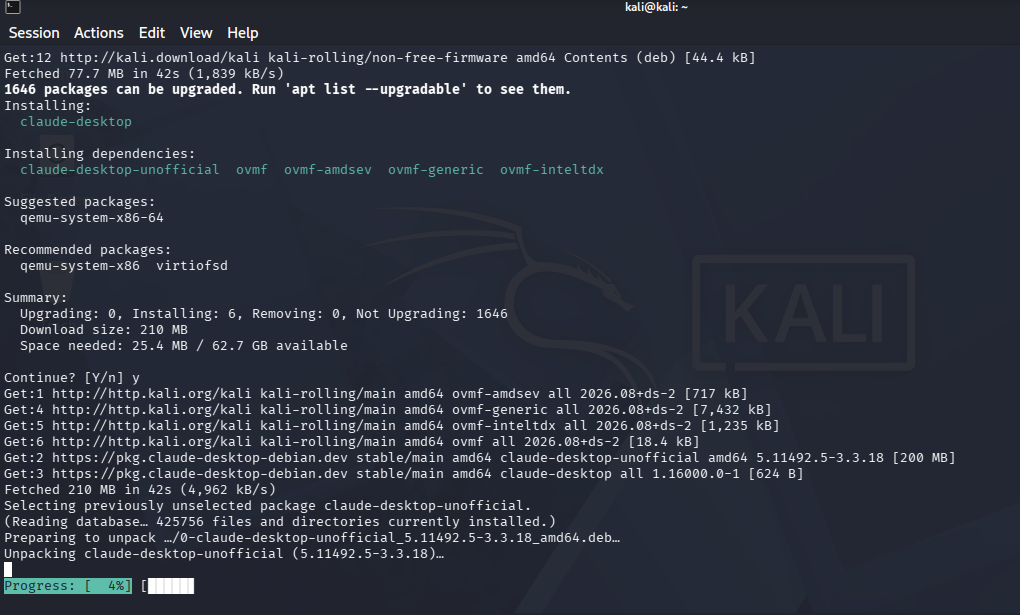 kali@kali: ~
Session Actions Edit View Help
Get:12 http://kali.download/kali kali-rolling/non-free-firmware amd64 Contents (deb) [44.4 kB]
Fetched 77.7 MB in 42s (1,839 kB/s)
1646 packages can be upgraded. Run 'apt list --upgradable' to see them.
Installing:
  claude-desktop

Installing dependencies:
  claude-desktop-unofficial  ovmf  ovmf-amdsev  ovmf-generic  ovmf-inteltdx

Suggested packages:
  qemu-system-x86-64

Recommended packages:
  qemu-system-x86  virtiofsd

Summary:
  Upgrading: 0, Installing: 6, Removing: 0, Not Upgrading: 1646
  Download size: 210 MB
  Space needed: 25.4 MB / 62.7 GB available

Continue? [Y/n] y
Get:1 http://http.kali.org/kali kali-rolling/main amd64 ovmf-amdsev all 2026.08+ds-2 [717 kB]
Get:4 http://http.kali.org/kali kali-rolling/main amd64 ovmf-generic all 2026.08+ds-2 [7,432 kB]
Get:5 http://http.kali.org/kali kali-rolling/main amd64 ovmf-inteltdx all 2026.08+ds-2 [1,235 kB]
Get:6 http://http.kali.org/kali kali-rolling/main amd64 ovmf all 2026.08+ds-2 [18.4 kB]
Get:2 https://pkg.claude-desktop-debian.dev stable/main amd64 claude-desktop-unofficial amd64 5.11492.5-3.3.18 [200 MB]
Get:3 https://pkg.claude-desktop-debian.dev stable/main amd64 claude-desktop all 1.16000.0-1 [624 B]
Fetched 210 MB in 42s (4,962 kB/s)
Selecting previously unselected package claude-desktop-unofficial.
(Reading database… 425756 files and directories currently installed.)
Preparing to unpack …/0-claude-desktop-unofficial_5.11492.5-3.3.18_amd64.deb…
Unpacking claude-desktop-unofficial (5.11492.5-3.3.18)…
Progress: [  4%] [██████
KALI